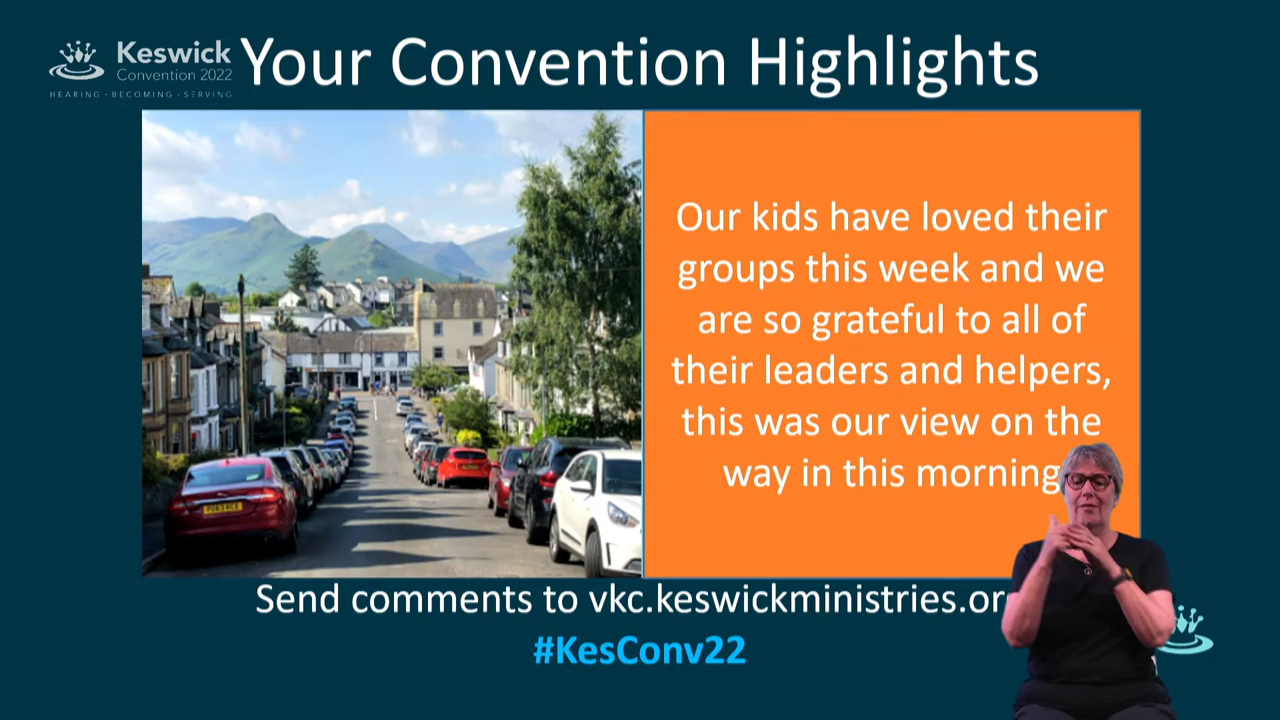 Keswick
Convention 2022
HEARING · BECOMING · SERVING
Your Convention Highlights
Our kids have loved their
groups this week and we
are so grateful to all of
their leaders and helpers,
this was our view on the
way in this morning
Send comments to vkc.keswickministries.or
#KesConv22